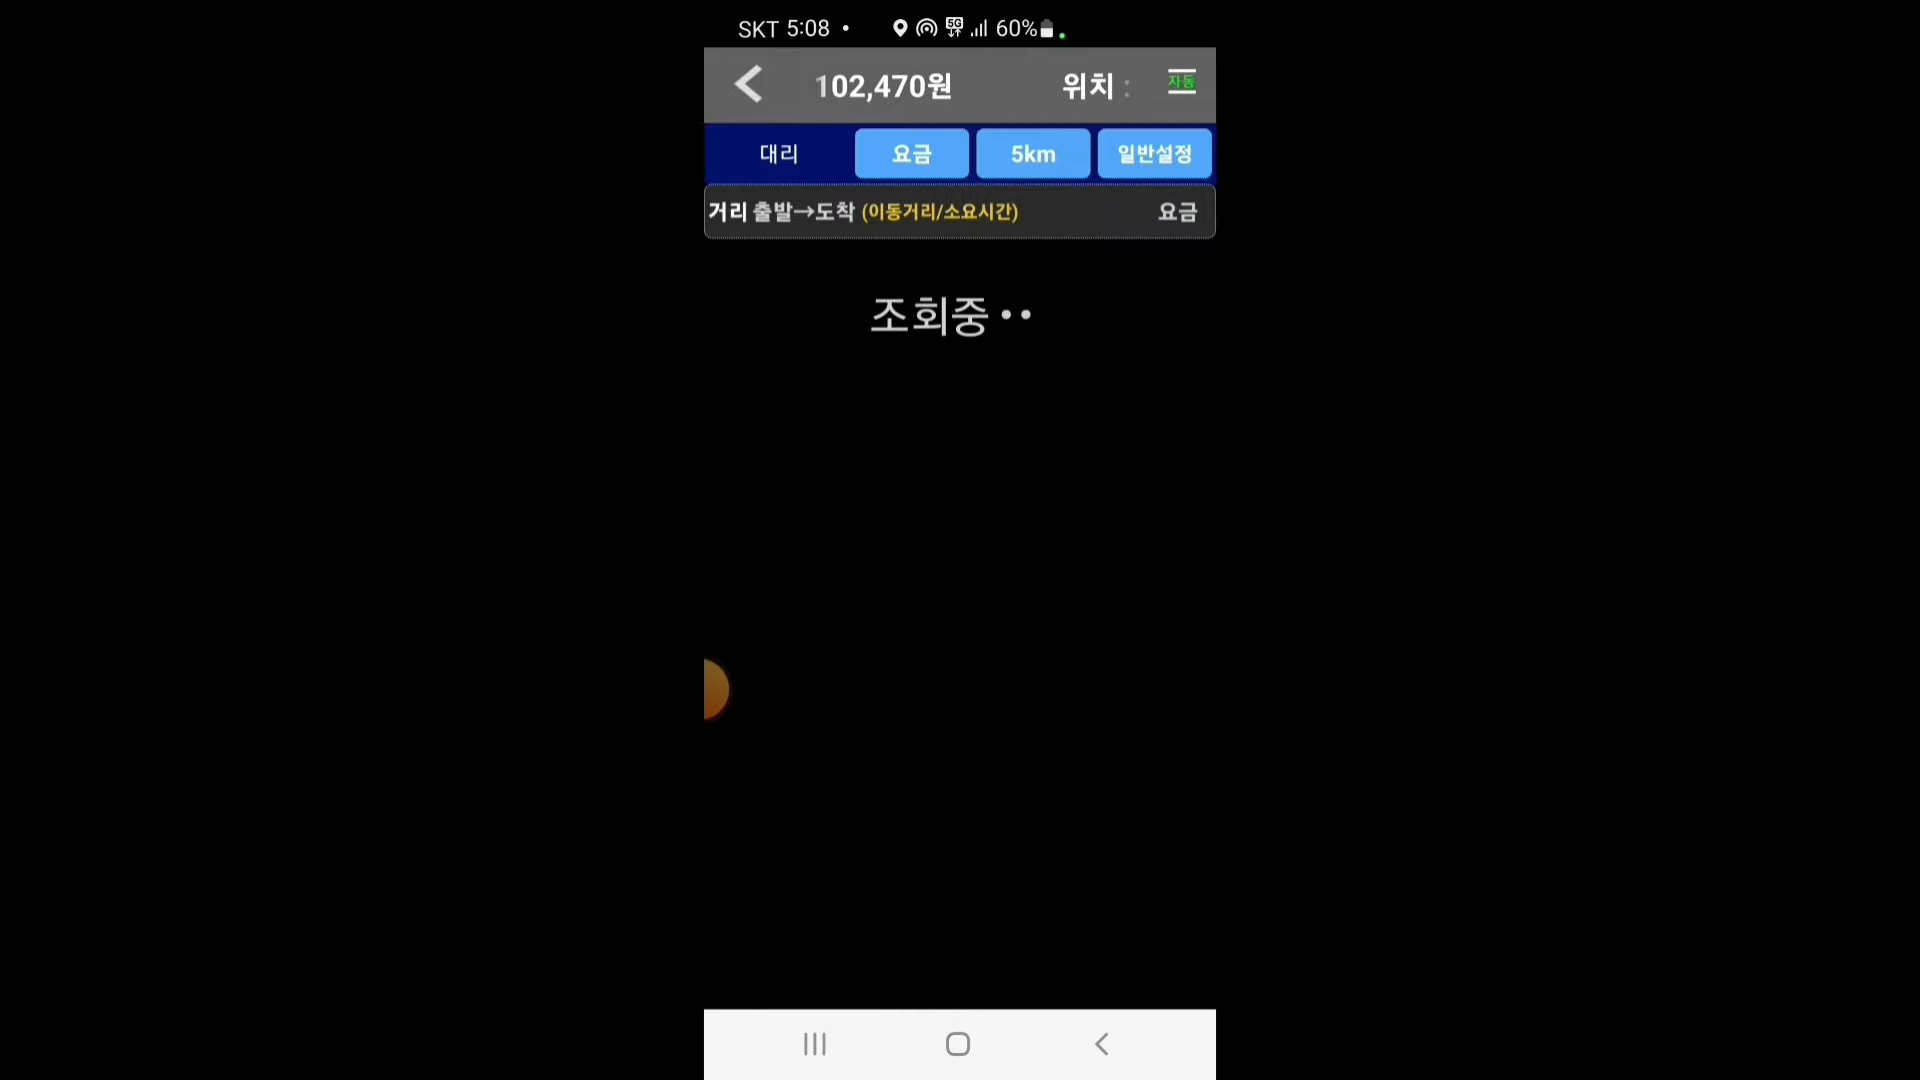 SKT 5:08 • 5G 60%
102,470원 위치 : 자동
대리 요금 5km 일반설정
거리 출발→도착 (이동거리/소요시간) 요금
조회중••